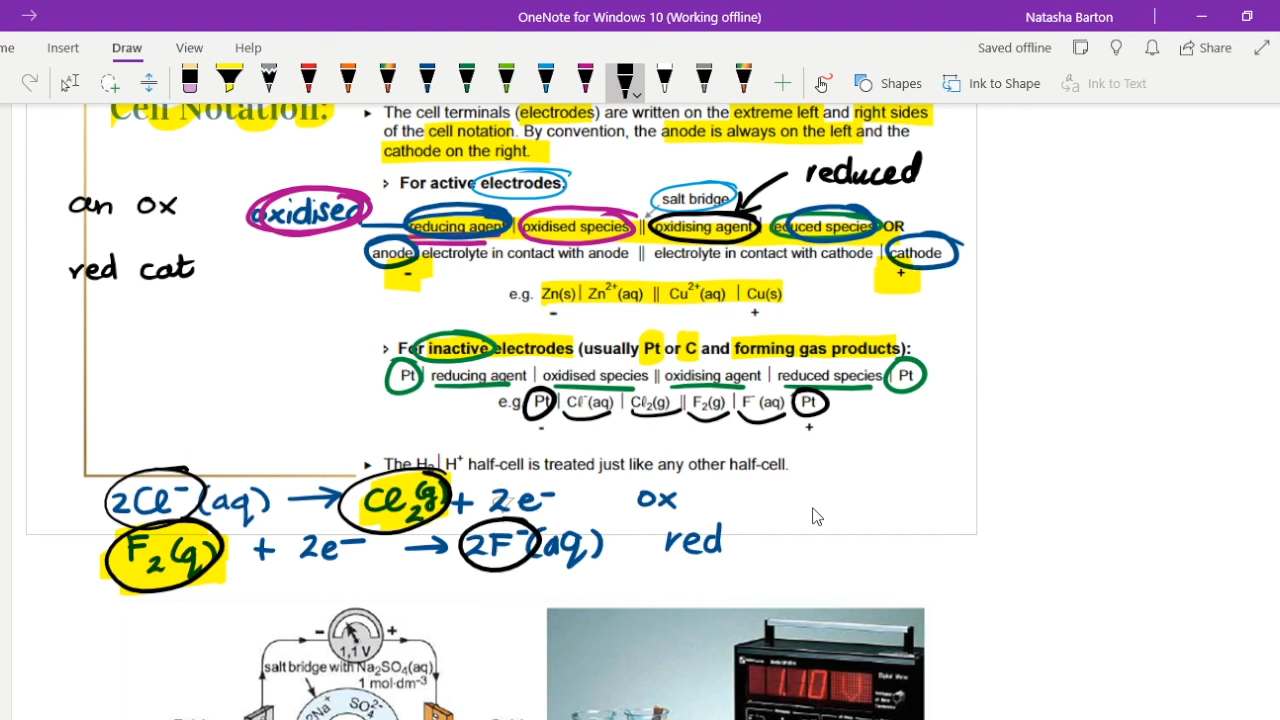 OneNote for Windows 10 (Working offline)
Natasha Barton
me Insert Draw View Help
Saved offline Share
Shapes Ink to Shape Ink to Text
Cell Notation:
The cell terminals (electrodes) are written on the extreme left and right sides
of the cell notation. By convention, the anode is always on the left and the
cathode on the right.
reduced
For active electrodes:
salt bridge
an ox
oxidised
reducing agent | oxidised species || oxidising agent | reduced species OR
anode| electrolyte in contact with anode || electrolyte in contact with cathode | cathode
red cat
- +
e.g. Zn(s)| Zn²⁺(aq) || Cu²⁺(aq) | Cu(s)
- +
For inactive electrodes (usually Pt or C and forming gas products):
Pt | reducing agent | oxidised species || oxidising agent | reduced species | Pt
e.g. Pt | Cℓ⁻(aq) | Cℓ₂(g) || F₂(g) | F⁻(aq) | Pt
- +
The H₂|H⁺ half-cell is treated just like any other half-cell.
2Cl⁻(aq) → Cl₂(g) + 2e⁻ ox
F₂(g) + 2e⁻ → 2F⁻(aq) red
- +
1,1 V
salt bridge with Na₂SO₄(aq)
1 mol·dm⁻³
2Na⁺ SO₄²⁻
Digital Meter
1.10 V